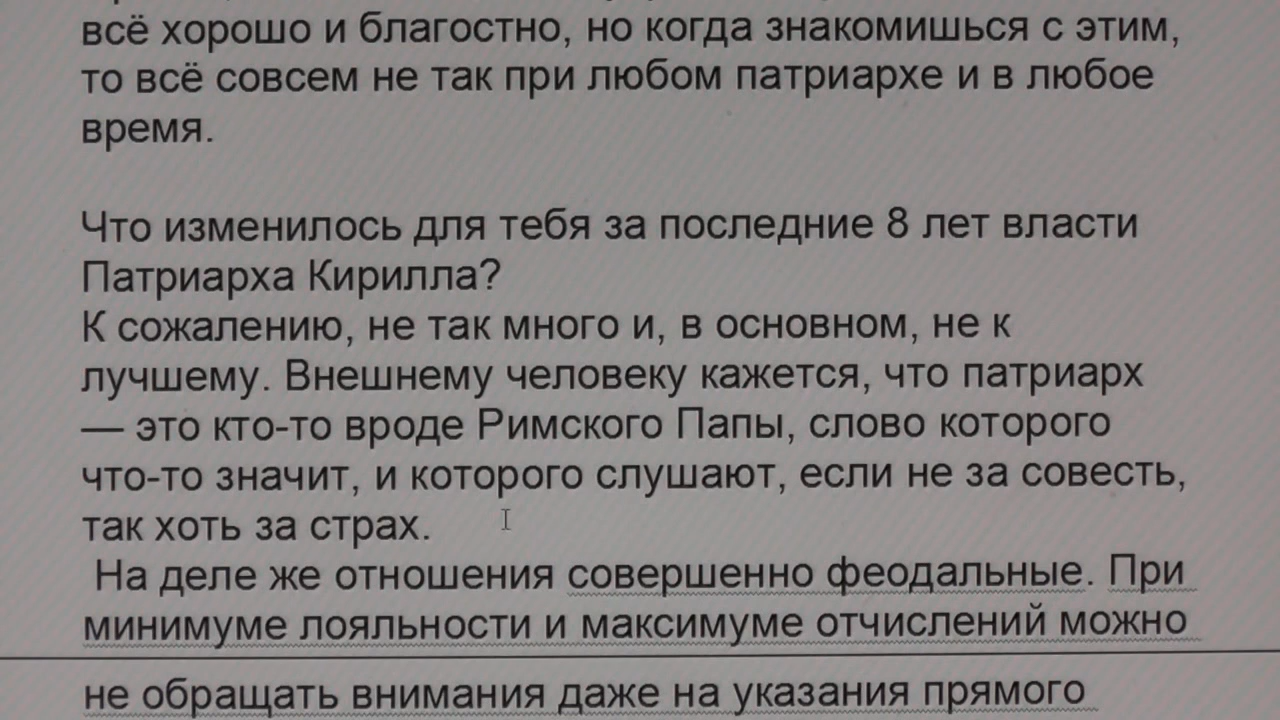 всё хорошо и благостно, но когда знакомишься с этим,
то всё совсем не так при любом патриархе и в любое
время.
Что изменилось для тебя за последние 8 лет власти
Патриарха Кирилла?
К сожалению, не так много и, в основном, не к
лучшему. Внешнему человеку кажется, что патриарх
— это кто-то вроде Римского Папы, слово которого
что-то значит, и которого слушают, если не за совесть,
так хоть за страх.
На деле же отношения совершенно феодальные. При
минимуме лояльности и максимуме отчислений можно
не обращать внимания даже на указания прямого